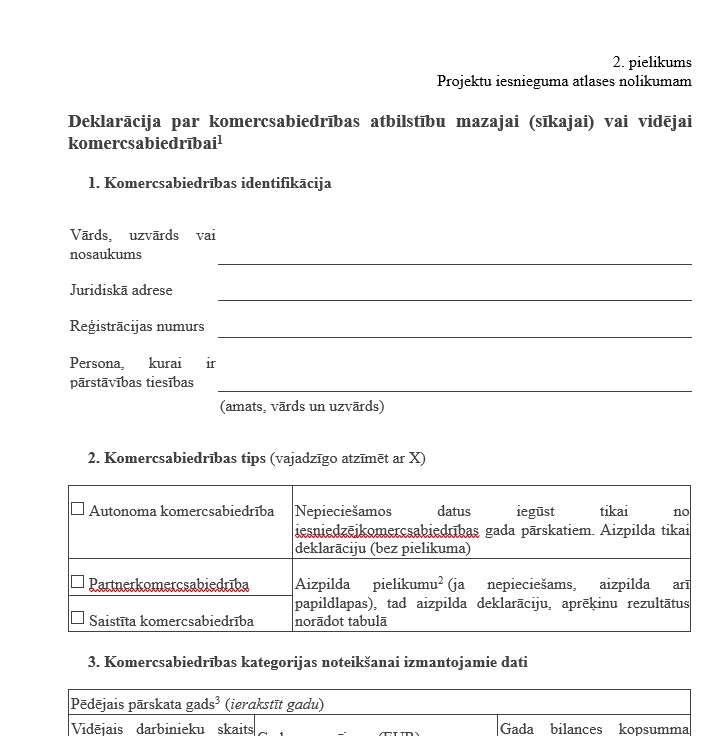 2. pielikums
Projektu iesnieguma atlases nolikumam
Deklarācija par komercsabiedrības atbilstību mazajai (sīkajai) vai vidējai
komercsabiedrībai¹
1. Komercsabiedrības identifikācija
Vārds, uzvārds vai
nosaukums
Juridiskā adrese
Reģistrācijas numurs
Persona, kurai ir
pārstāvības tiesības
(amats, vārds un uzvārds)
2. Komercsabiedrības tips (vajadzīgo atzīmēt ar X)
☐ Autonoma komercsabiedrība
Nepieciešamos datus iegūst tikai no
iesniedzējkomercsabiedrības gada pārskatiem. Aizpilda tikai
deklarāciju (bez pielikuma)
☐ Partnerkomercsabiedrība
☐ Saistīta komercsabiedrība
Aizpilda pielikumu² (ja nepieciešams, aizpilda arī
papildlapas), tad aizpilda deklarāciju, aprēķinu rezultātus
norādot tabulā
3. Komercsabiedrības kategorijas noteikšanai izmantojamie dati
Pēdējais pārskata gads³ (ierakstīt gadu)
Vidējais darbinieku skaits
(EUR)
Gada bilances kopsumma